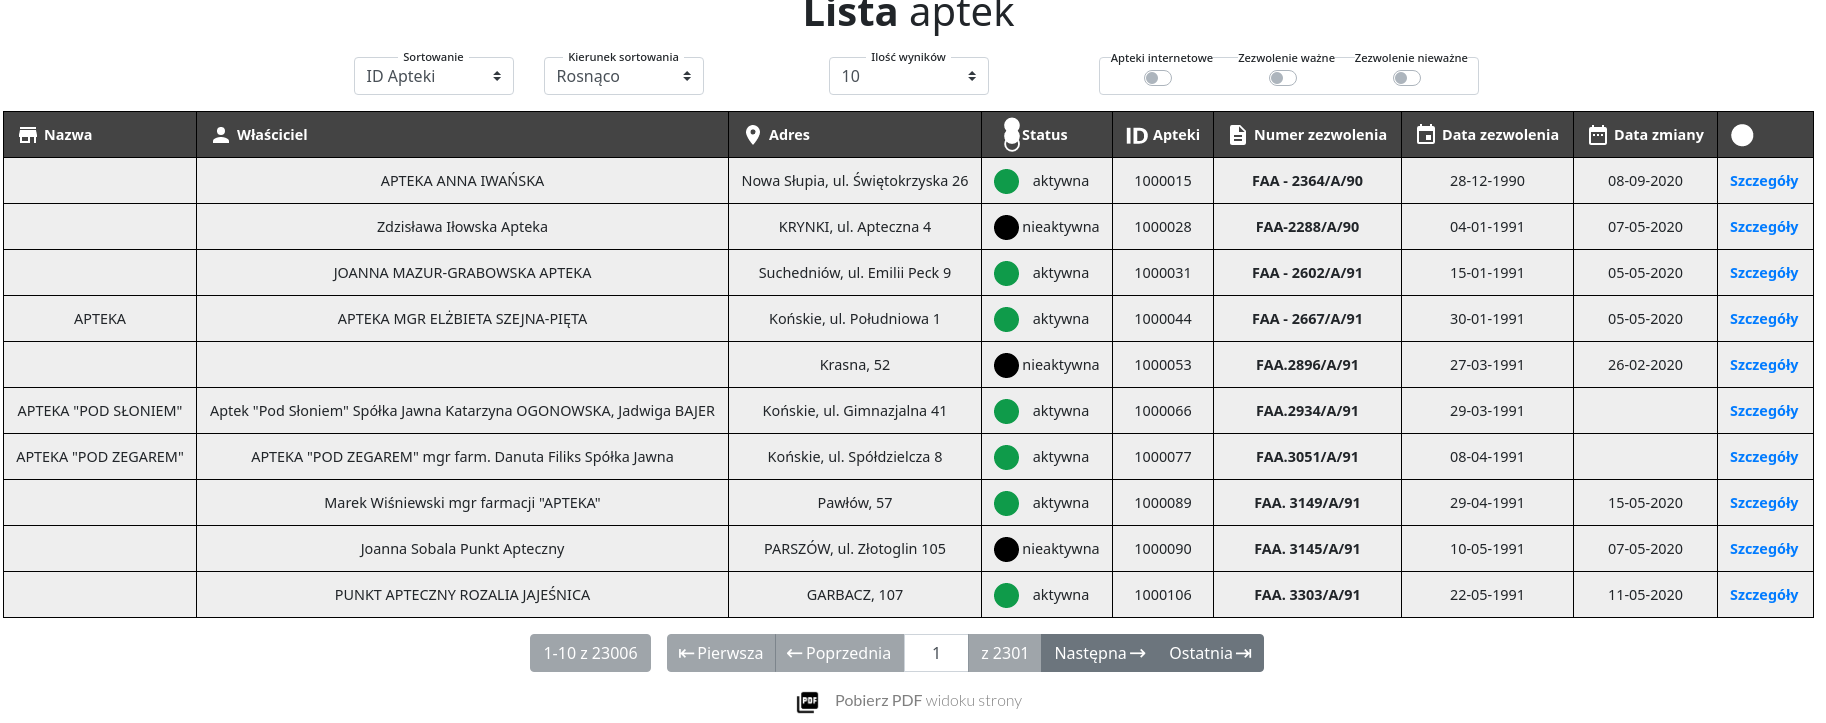 Lista aptek
Sortowanie Kierunek sortowania Ilość wyników Apteki internetowe Zezwolenie ważne Zezwolenie nieważne
ID Apteki Rosnąco 10
Nazwa Właściciel Adres Status ID Apteki Numer zezwolenia Data zezwolenia Data zmiany
APTEKA ANNA IWAŃSKA Nowa Słupia, ul. Świętokrzyska 26 aktywna 1000015 FAA - 2364/A/90 28-12-1990 08-09-2020 Szczegóły
Zdzisława Iłowska Apteka KRYNKI, ul. Apteczna 4 nieaktywna 1000028 FAA-2288/A/90 04-01-1991 07-05-2020 Szczegóły
JOANNA MAZUR-GRABOWSKA APTEKA Suchedniów, ul. Emilii Peck 9 aktywna 1000031 FAA - 2602/A/91 15-01-1991 05-05-2020 Szczegóły
APTEKA APTEKA MGR ELŻBIETA SZEJNA-PIĘTA Końskie, ul. Południowa 1 aktywna 1000044 FAA - 2667/A/91 30-01-1991 05-05-2020 Szczegóły
Krasna, 52 nieaktywna 1000053 FAA.2896/A/91 27-03-1991 26-02-2020 Szczegóły
APTEKA "POD SŁONIEM" Aptek "Pod Słoniem" Spółka Jawna Katarzyna OGONOWSKA, Jadwiga BAJER Końskie, ul. Gimnazjalna 41 aktywna 1000066 FAA.2934/A/91 29-03-1991 Szczegóły
APTEKA "POD ZEGAREM" APTEKA "POD ZEGAREM" mgr farm. Danuta Filiks Spółka Jawna Końskie, ul. Spółdzielcza 8 aktywna 1000077 FAA.3051/A/91 08-04-1991 Szczegóły
Marek Wiśniewski mgr farmacji "APTEKA" Pawłów, 57 aktywna 1000089 FAA. 3149/A/91 29-04-1991 15-05-2020 Szczegóły
Joanna Sobala Punkt Apteczny PARSZÓW, ul. Złotoglin 105 nieaktywna 1000090 FAA. 3145/A/91 10-05-1991 07-05-2020 Szczegóły
PUNKT APTECZNY ROZALIA JAJEŚNICA GARBACZ, 107 aktywna 1000106 FAA. 3303/A/91 22-05-1991 11-05-2020 Szczegóły
1-10 z 23006 Pierwsza Poprzednia 1 z 2301 Następna Ostatnia
PDF Pobierz PDF widoku strony